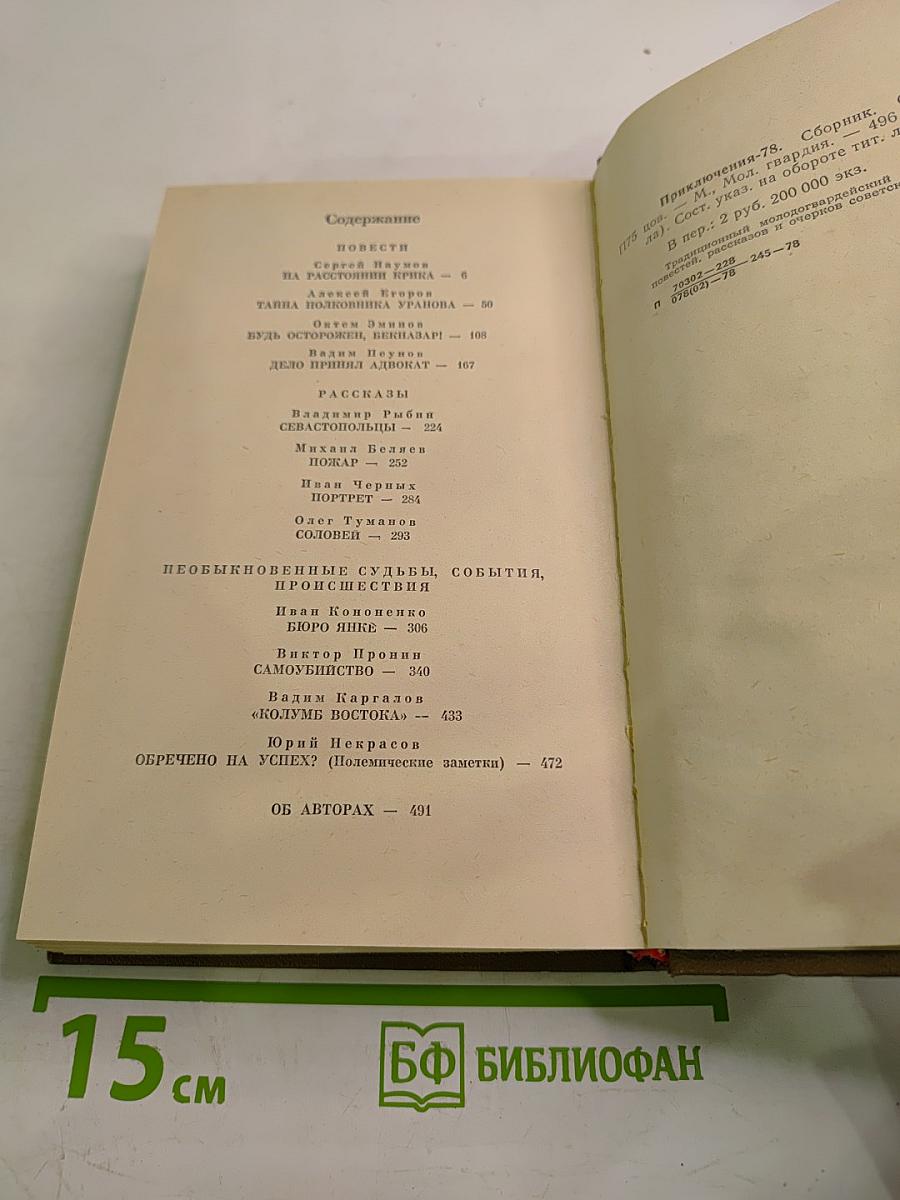 Содержание
ПОВЕСТИ
Сергей Наумов
НА РАССТОЯНИИ КРИКА — 6
Алексей Егоров
ТАЙНА ПОЛКОВНИКА УРАНОВА — 50
Октем Эминов
БУДЬ ОСТОРОЖЕН, БЕКНАЗАР! — 108
Вадим Пеунов
ДЕЛО ПРИНЯЛ АДВОКАТ — 167
РАССКАЗЫ
Владимир Рыбин
СЕВАСТОПОЛЬЦЫ — 224
Михаил Беляев
ПОЖАР — 252
Иван Черных
ПОРТРЕТ — 284
Олег Туманов
СОЛОВЕЙ — 293
НЕОБЫКНОВЕННЫЕ СУДЬБЫ, СОБЫТИЯ,
ПРОИСШЕСТВИЯ
Иван Кононенко
БЮРО ЯНКЕ — 306
Виктор Пронин
САМОУБИЙСТВО — 340
Вадим Каргалов
«КОЛУМБ ВОСТОКА» — 433
Юрий Некрасов
ОБРЕЧЕНО НА УСПЕХ? (Полемические заметки) — 472
ОБ АВТОРАХ — 491
Приключения-78. Сборник.
П75 цов. — М., Мол. гвардия. — 496
ла). Сост. указ. на обороте тит. л
В пер.: 2 руб. 200 000 экз.
Традиционный молодогвардейский
повестей, рассказов и очерков советск
П 70302—228
078(02)—78 —245—78
15 см
БФ БИБЛИОФАН